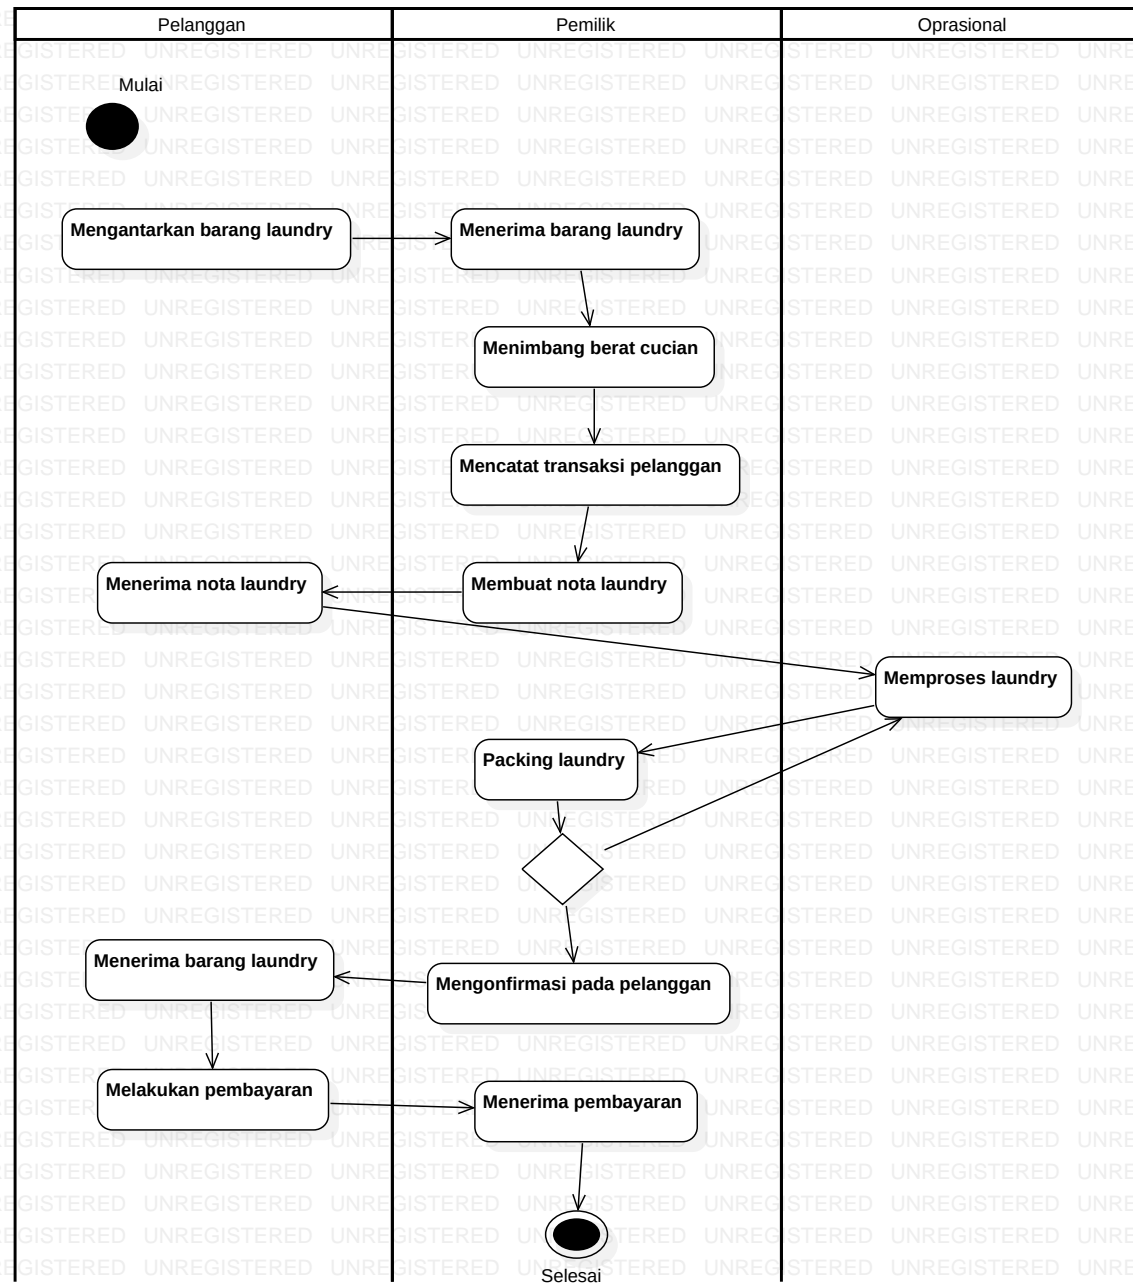 Pelanggan
Pemilik
Oprasional
Mulai
Mengantarkan barang laundry
Menerima barang laundry
Menimbang berat cucian
Mencatat transaksi pelanggan
Membuat nota laundry
Menerima nota laundry
Memproses laundry
Packing laundry
Mengonfirmasi pada pelanggan
Menerima barang laundry
Melakukan pembayaran
Menerima pembayaran
Selesai
UNREGISTERED